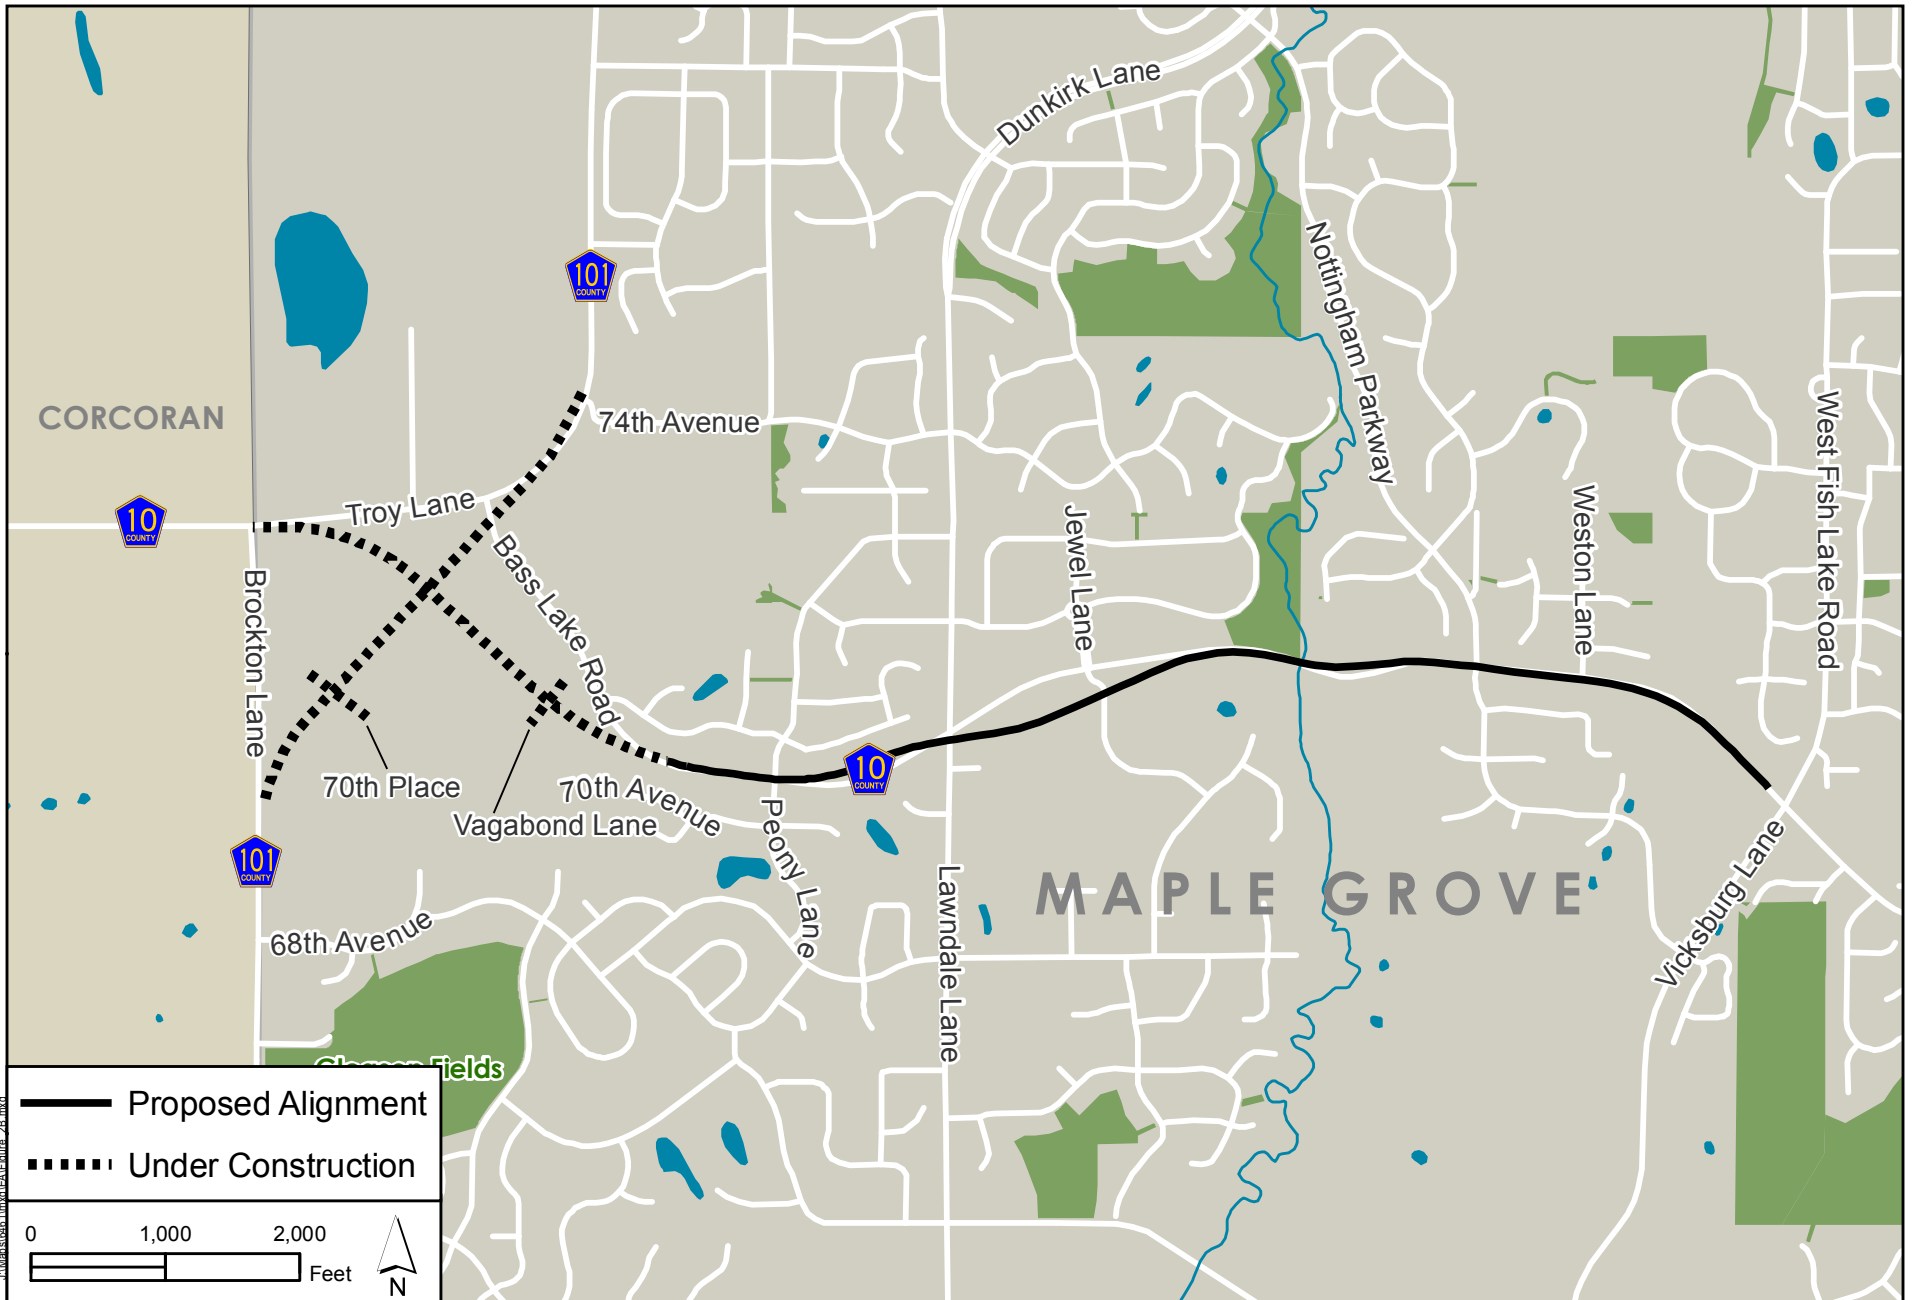 Dunkirk Lane
Nottingham Parkway
101
COUNTY
CORCORAN
74th Avenue
West Fish Lake Road
Troy Lane
10
COUNTY
Bass Lake Road
Jewel Lane
Weston Lane
Brockton Lane
70th Place
70th Avenue
Vagabond Lane
10
COUNTY
Peony Lane
101
COUNTY
Lawndale Lane
MAPLE GROVE
Vicksburg Lane
68th Avenue
Gleason Fields
Proposed Alignment
Under Construction
0 1,000 2,000
Feet
N